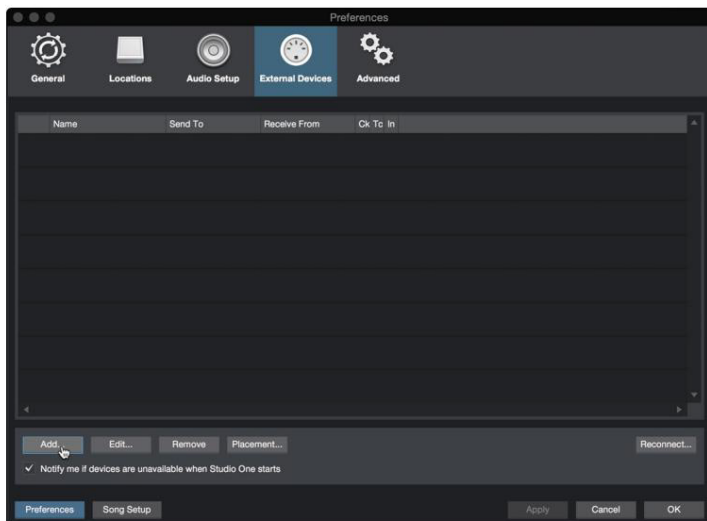 Preferences
General Locations Audio Setup External Devices Advanced
Name Send To Receive From Ck Tc In
Add... Edit... Remove Placement... Reconnect...
Notify me if devices are unavailable when Studio One starts
Preferences Song Setup Apply Cancel OK